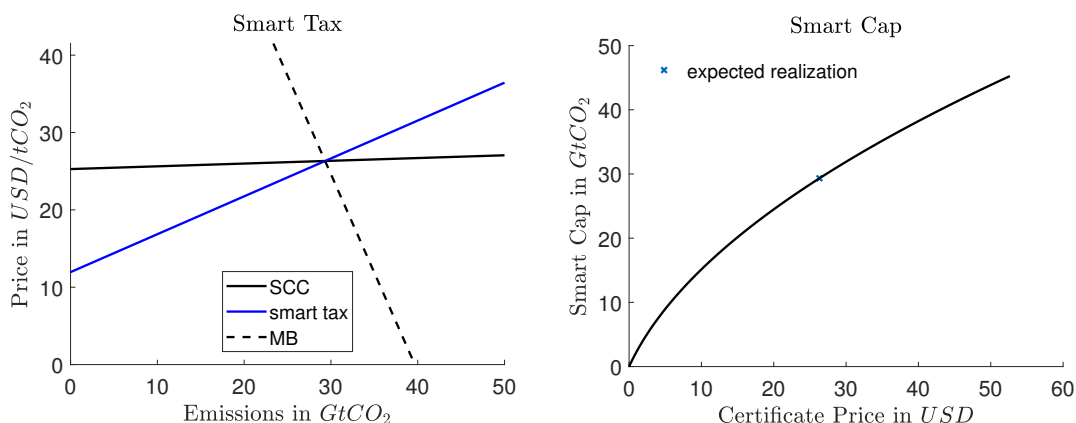 Smart Tax
Price in USD/tCO2
40
30
20
10
0
SCC
smart tax
MB
0 10 20 30 40 50
Emissions in GtCO2
Smart Cap
Smart Cap in GtCO2
50
40
30
20
10
0
expected realization
0 10 20 30 40 50 60
Certificate Price in USD